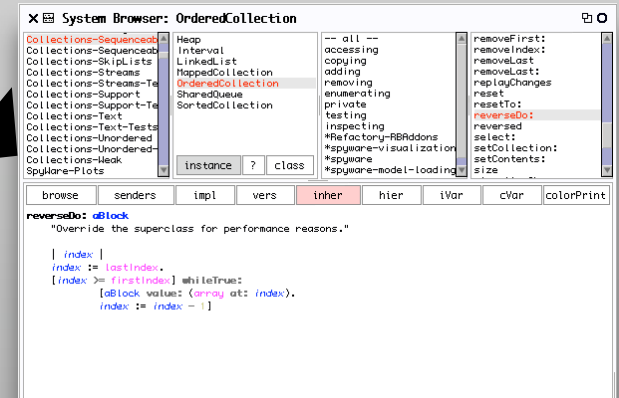 System Browser: OrderedCollection
Collections-Sequenceab
Collections-Sequenceab
Collections-SkipLists
Collections-Streams
Collections-Streams-Te
Collections-Support
Collections-Support-Te
Collections-Text
Collections-Text-Tests
Collections-Unordered
Collections-Unordered-
Collections-Weak
SpyWare-Plots
Heap
Interval
LinkedList
MappedCollection
OrderedCollection
SharedQueue
SortedCollection
instance ? class
-- all --
accessing
copying
adding
removing
enumerating
private
testing
inspecting
*Refactory-RBAddons
*spyware-visualization
*spyware
*spyware-model-loading
removeFirst:
removeIndex:
removeLast
removeLast:
replayChanges
reset
resetTo:
reverseDo:
reversed
select:
setCollection:
setContents:
size
browse senders impl vers inher hier iVar cVar colorPrint
reverseDo: aBlock
"Override the superclass for performance reasons."
| index |
index := lastIndex.
[index >= firstIndex] whileTrue:
[aBlock value: (array at: index).
index := index - 1]